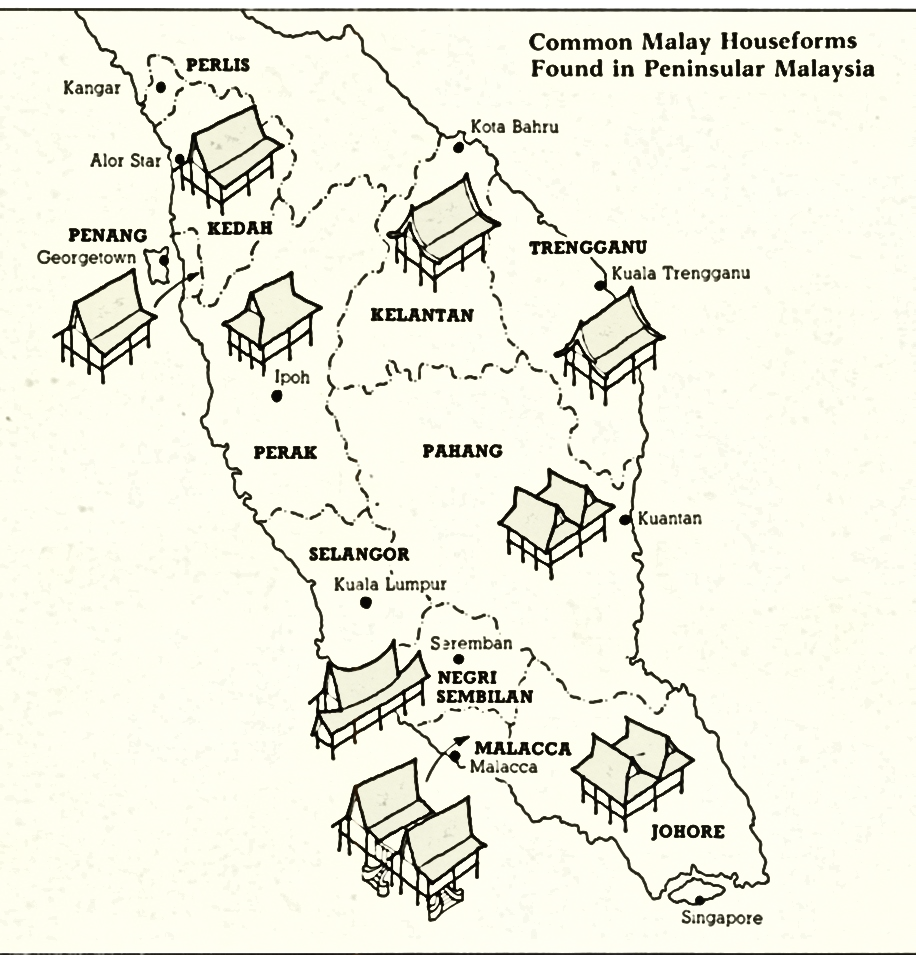 Common Malay Houseforms
Found in Peninsular Malaysia
PERLIS
Kangar
Kota Bahru
Alor Star
PENANG
KEDAH
Georgetown
TRENGGANU
Kuala Trengganu
KELANTAN
Ipoh
PERAK
PAHANG
Kuantan
SELANGOR
Kuala Lumpur
Seremban
NEGRI
SEMBILAN
MALACCA
Malacca
JOHORE
Singapore